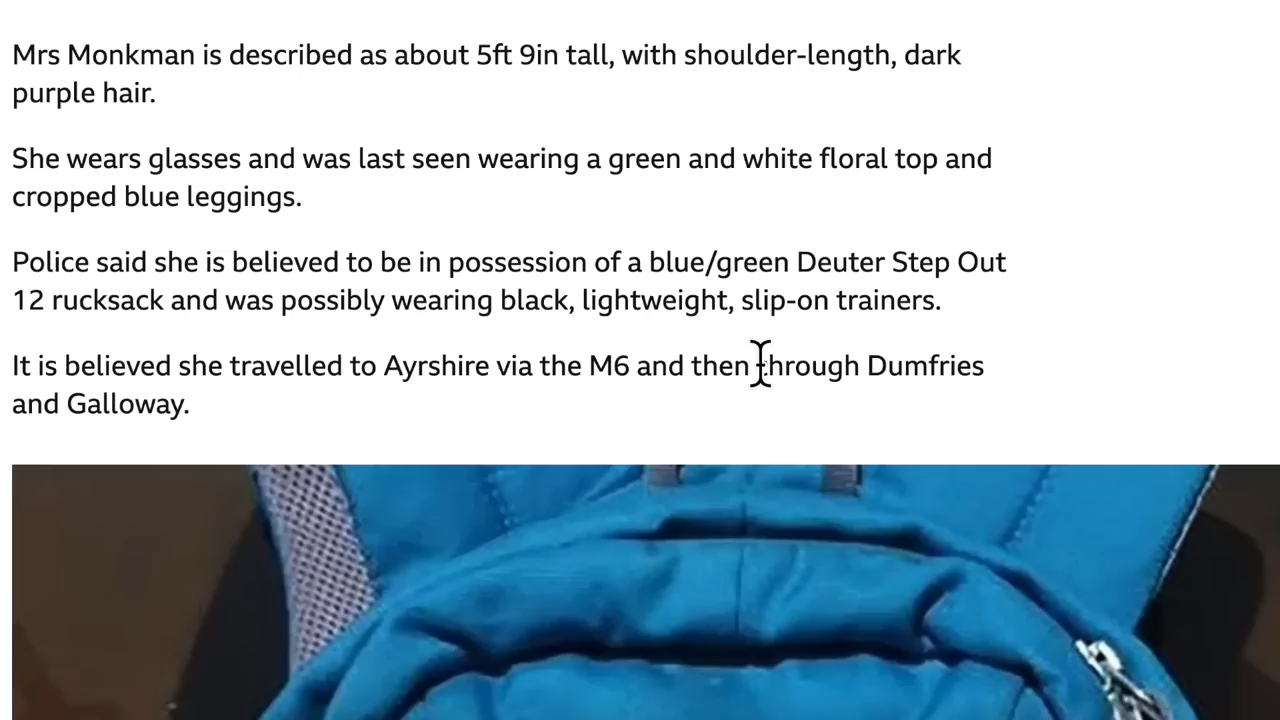 Mrs Monkman is described as about 5ft 9in tall, with shoulder-length, dark
purple hair.
She wears glasses and was last seen wearing a green and white floral top and
cropped blue leggings.
Police said she is believed to be in possession of a blue/green Deuter Step Out
12 rucksack and was possibly wearing black, lightweight, slip-on trainers.
It is believed she travelled to Ayrshire via the M6 and then through Dumfries
and Galloway.